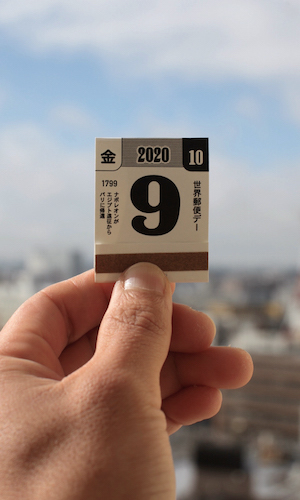 金 2020 10
1799
ナポレオンが
エジプト遠征から
パリに帰還
9
世界郵便デー